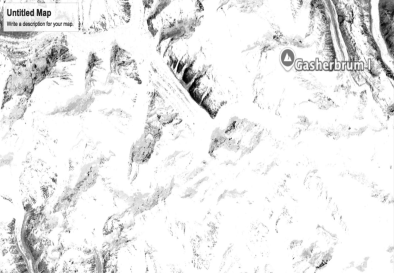 Untitled Map
Write a description for your map.
Gasherbrum I